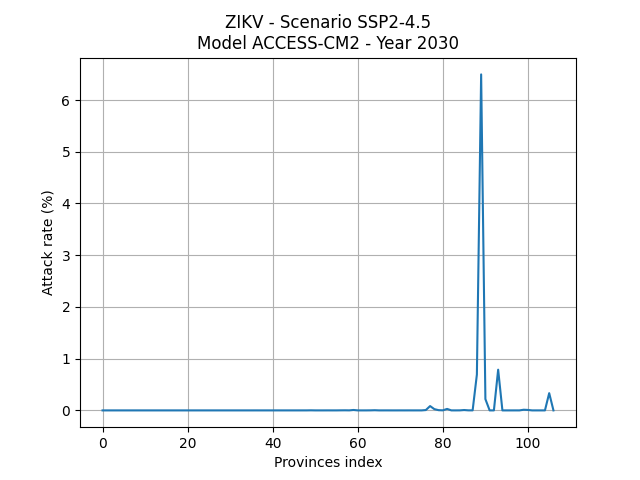 ZIKV - Scenario SSP2-4.5
Model ACCESS-CM2 - Year 2030
Attack rate (%)
6
5
4
3
2
1
0
0 20 40 60 80 100
Provinces index